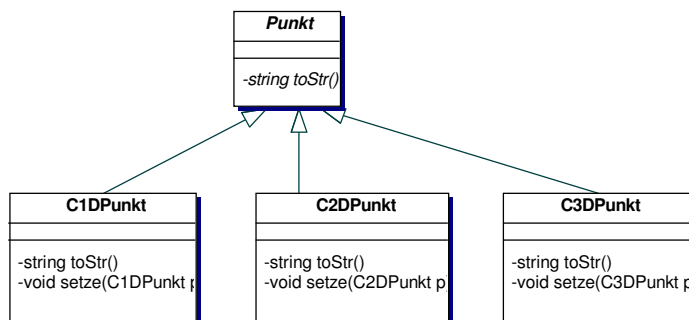 Punkt
-string toStr()
C1DPunkt
-string toStr()
-void setze(C1DPunkt p
C2DPunkt
-string toStr()
-void setze(C2DPunkt p)
C3DPunkt
-string toStr()
-void setze(C3DPunkt p